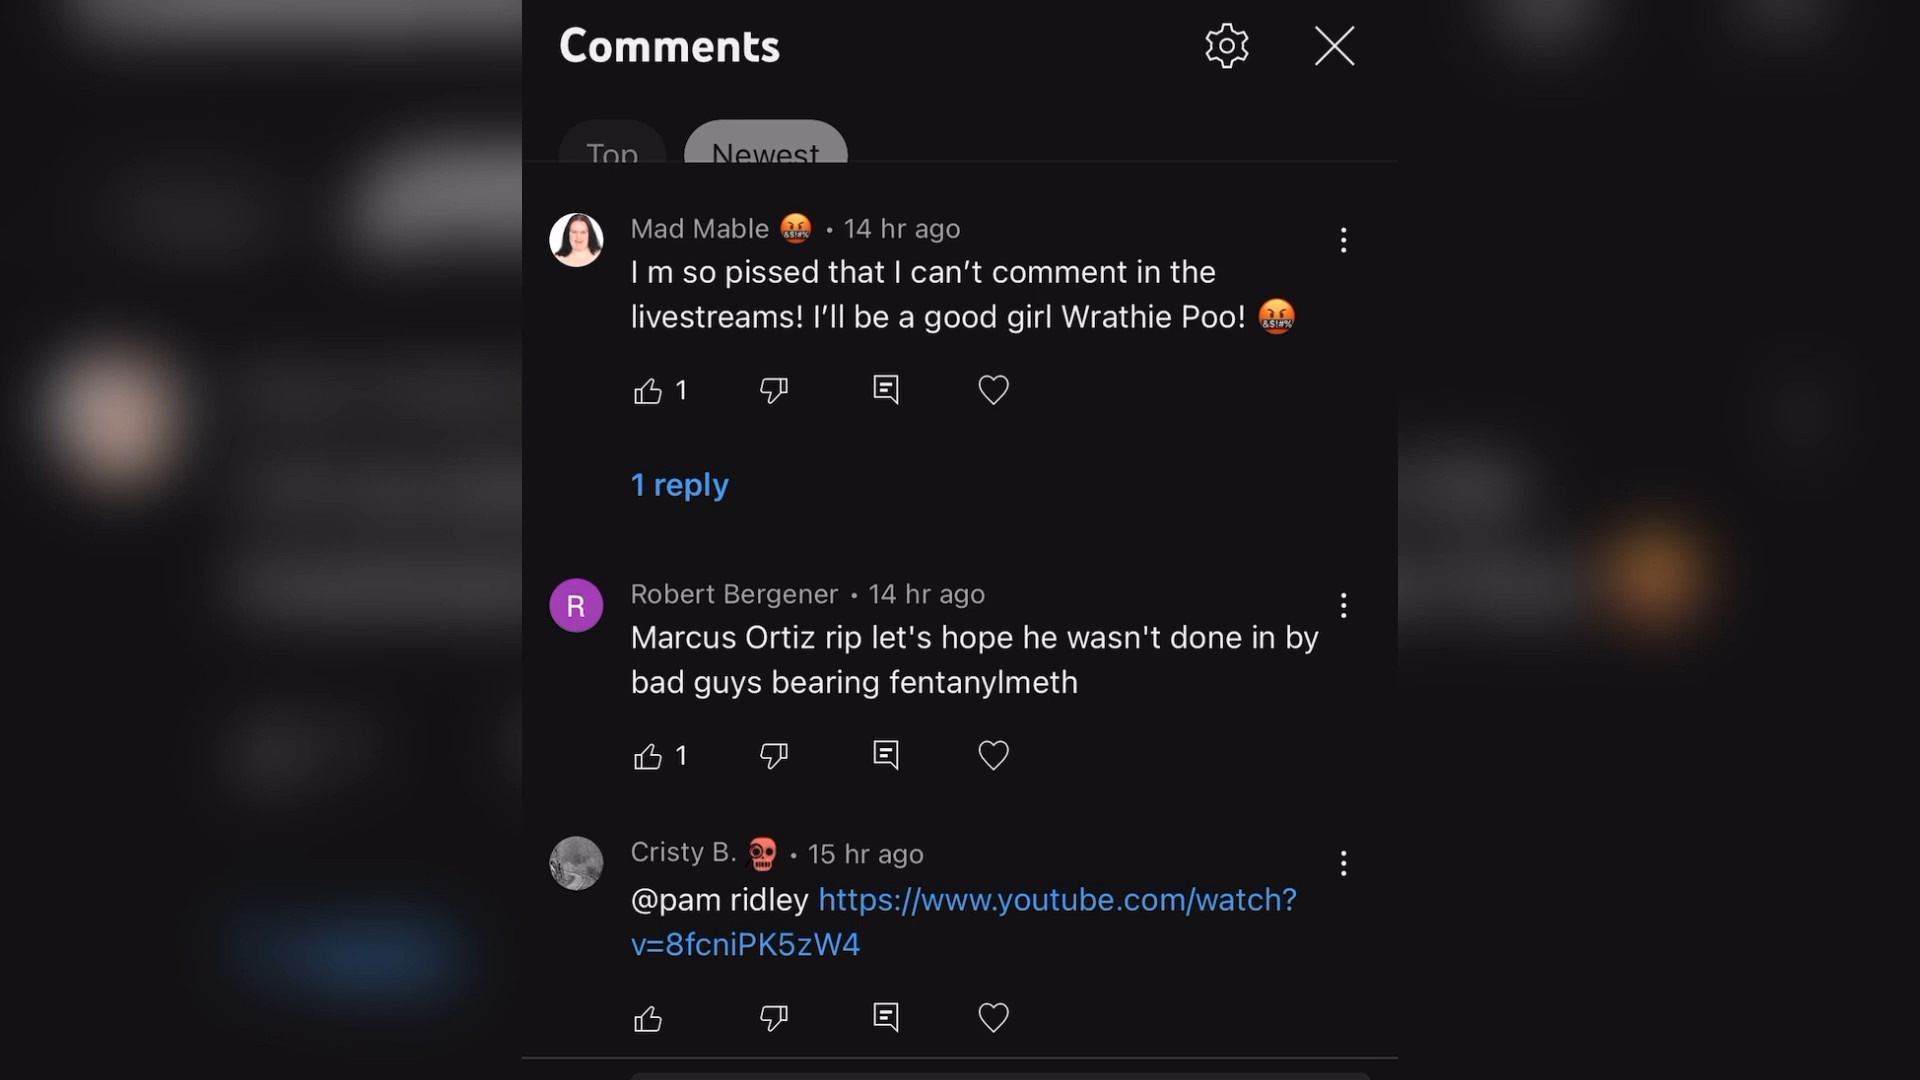 Comments
Top Newest
Mad Mable 🤬 • 14 hr ago
I m so pissed that I can’t comment in the
livestreams! I’ll be a good girl Wrathie Poo! 🤬
1
1 reply
R
Robert Bergener • 14 hr ago
Marcus Ortiz rip let's hope he wasn't done in by
bad guys bearing fentanylmeth
1
Cristy B. • 15 hr ago
@pam ridley https://www.youtube.com/watch?
v=8fcniPK5zW4